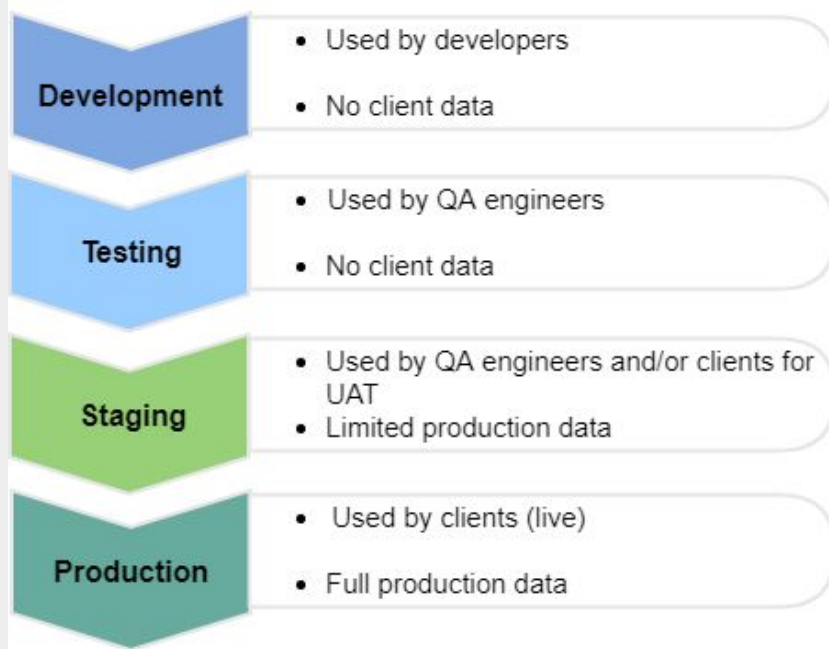 Development
• Used by developers
• No client data
Testing
• Used by QA engineers
• No client data
Staging
• Used by QA engineers and/or clients for
UAT
• Limited production data
Production
• Used by clients (live)
• Full production data